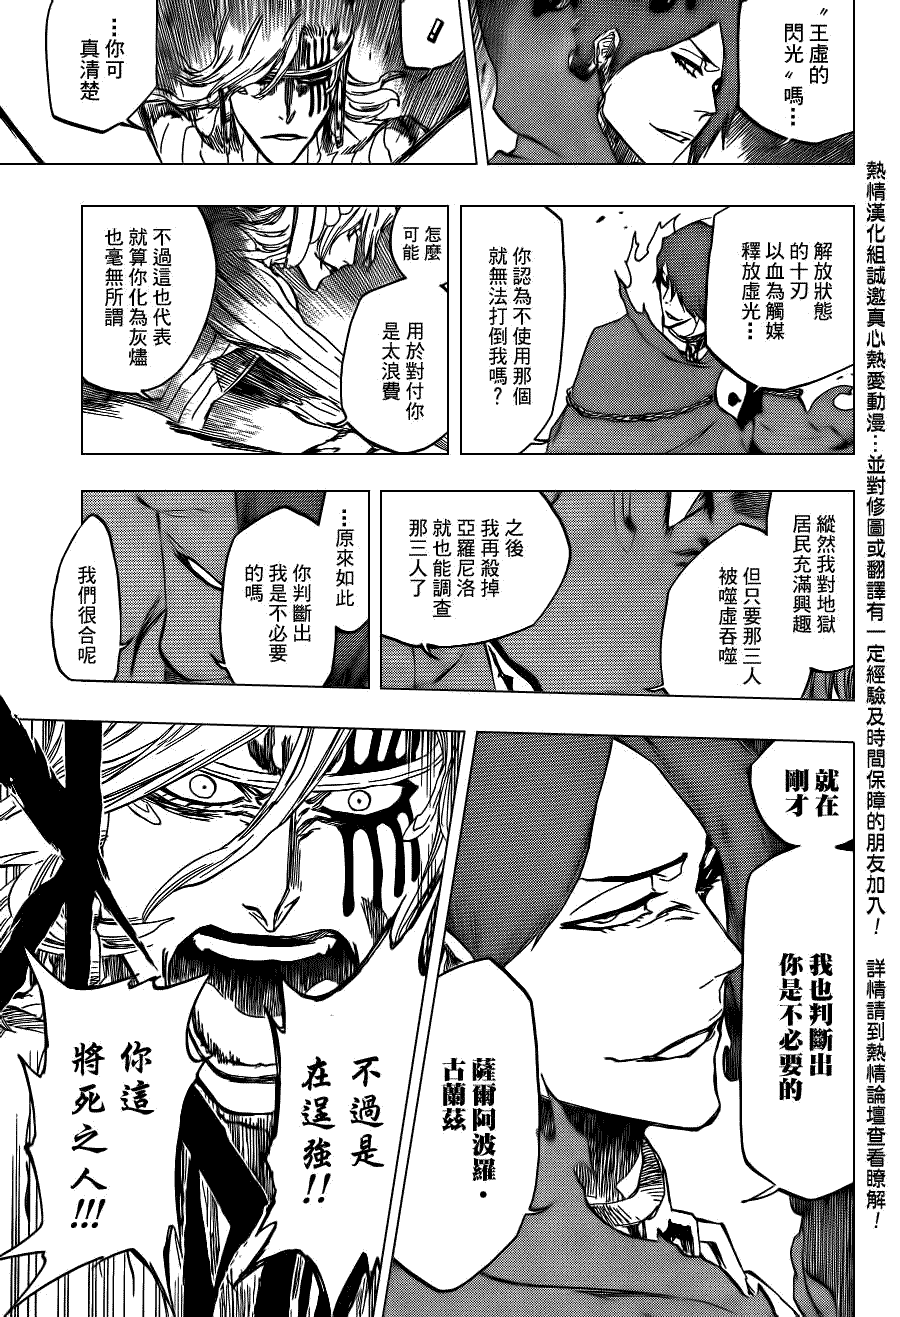 〝王虛的
閃光〞嗎…
!
…你可
真清楚
解放狀態
的十刃
以血為觸媒
釋放虛光…
你認為不使用那個
就無法打倒我嗎?
怎麼
可能
用於對付你
是太浪費
不過這也代表
就算你化為灰燼
也毫無所謂
縱然我對地獄
居民充滿興趣
但只要那三人
被噬虛吞噬
之後
我再殺掉
亞羅尼洛
就也能調查
那三人了
…原來如此
你判斷出
我是不必要
的嗎
我們很合呢
就在
剛才
我也判斷出
你是不必要的
薩爾阿波羅・
古蘭茲
不過是
在逞強!!
你這
將死之人!!!
熱情漢化組誠邀真心熱愛動漫…並對修圖或翻譯有一定經驗及時間保障的朋友加入! 詳情請到熱情論壇查看瞭解!